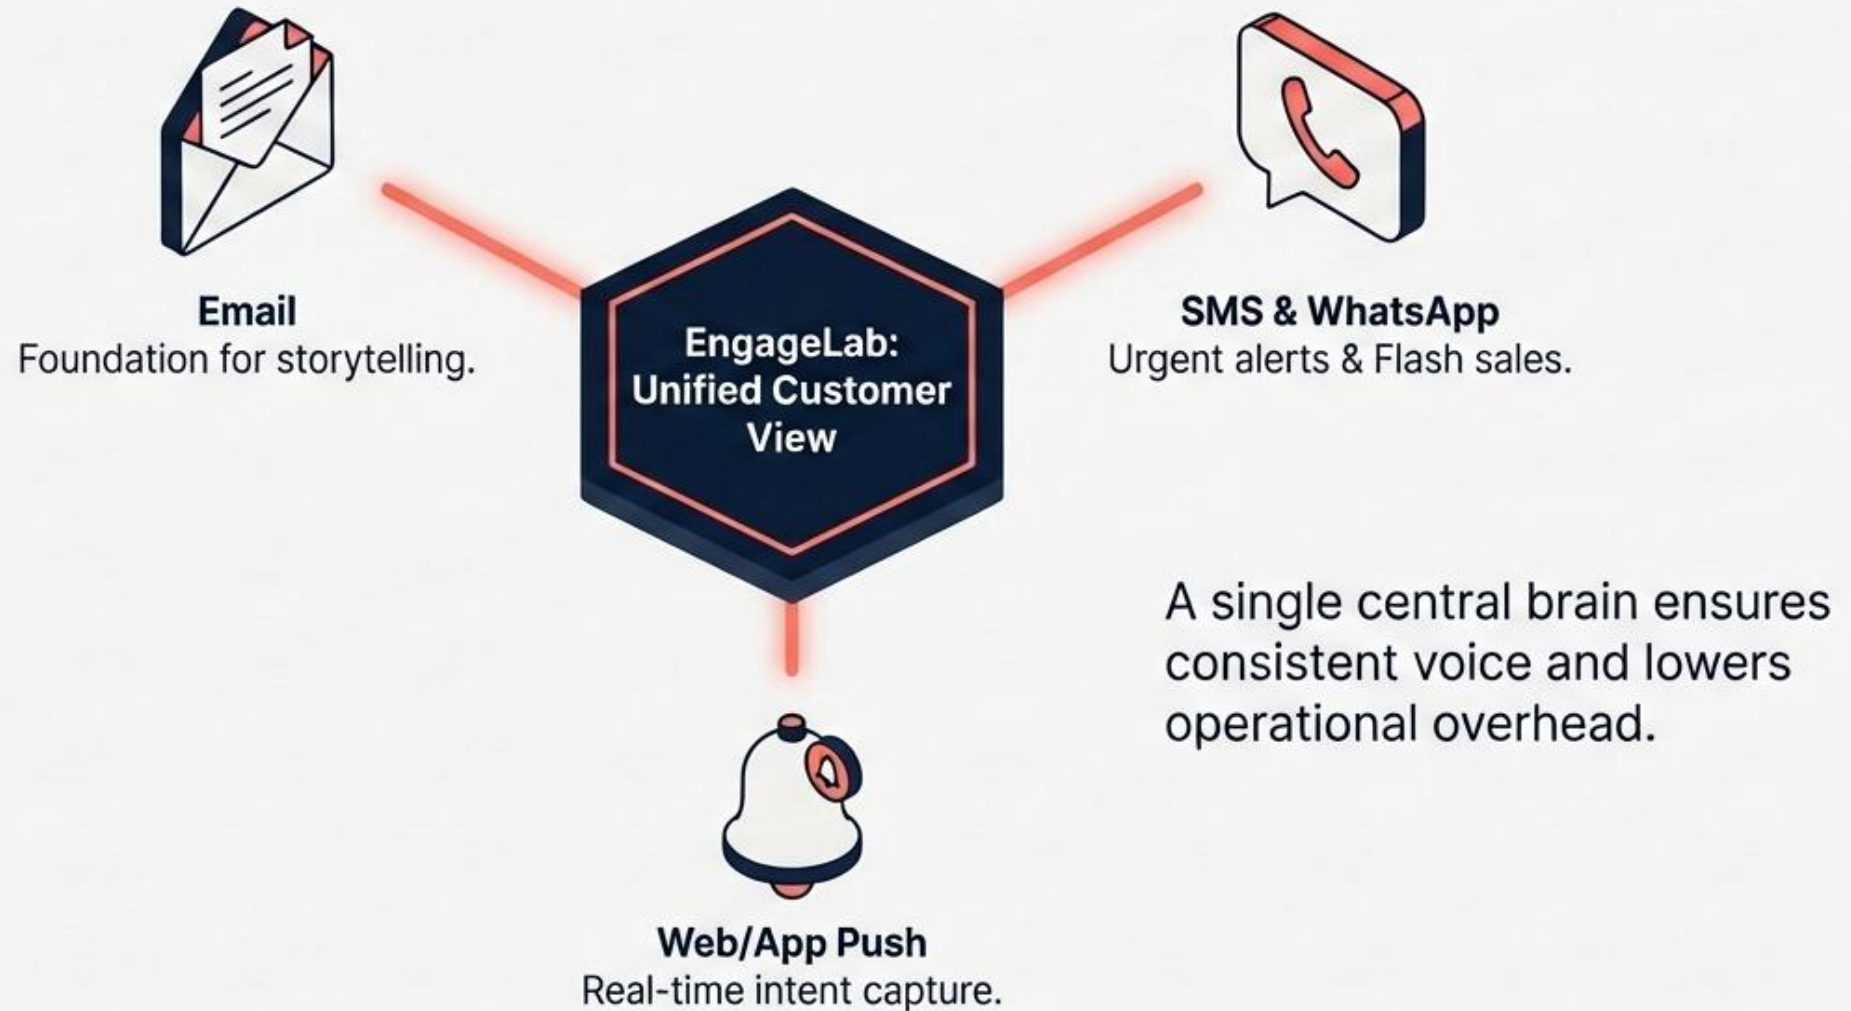 Email
Foundation for storytelling.
EngageLab:
Unified Customer
View
SMS & WhatsApp
Urgent alerts & Flash sales.
A single central brain ensures
consistent voice and lowers
operational overhead.
Web/App Push
Real-time intent capture.